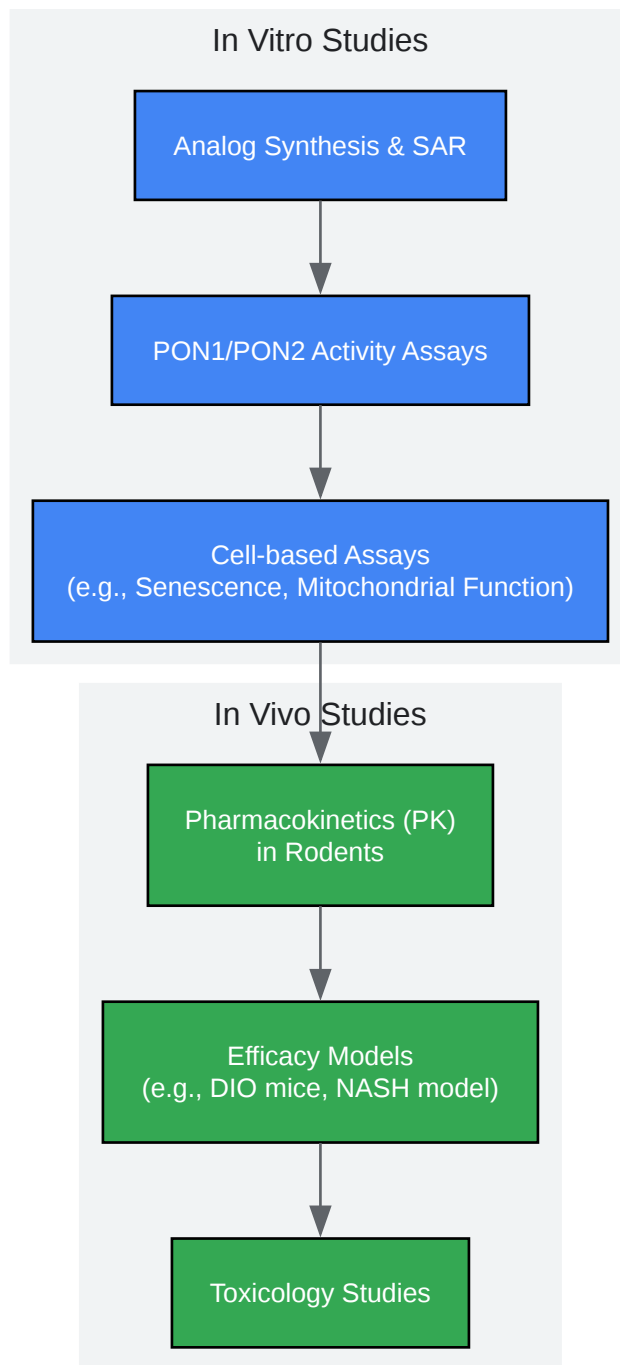 In Vitro Studies
Analog Synthesis & SAR
PON1/PON2 Activity Assays
Cell-based Assays
(e.g., Senescence, Mitochondrial Function)
In Vivo Studies
Pharmacokinetics (PK)
in Rodents
Efficacy Models
(e.g., DIO mice, NASH model)
Toxicology Studies